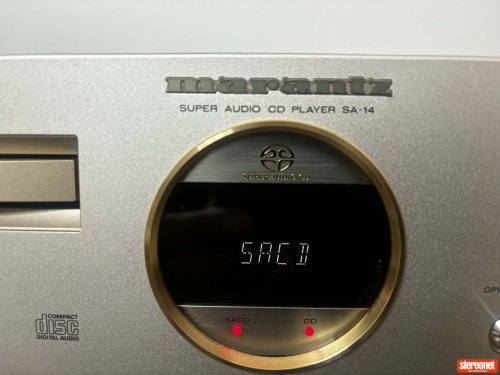 marantz
SUPER AUDIO CD PLAYER SA-14
SUPER AUDIO CD
SACD
SACD CD
COMPACT
disc
DIGITAL AUDIO
stereonet